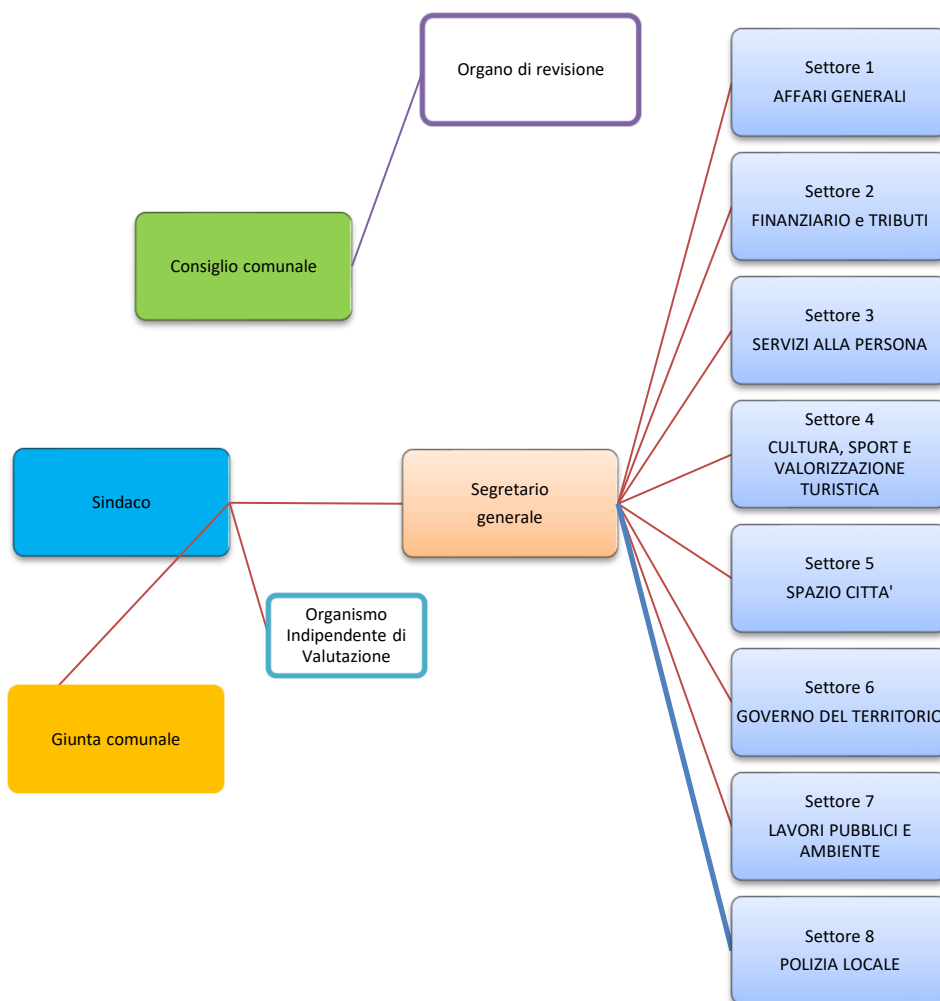 Organo di revisione
Consiglio comunale
Sindaco
Segretario
generale
Organismo
Indipendente di
Valutazione
Giunta comunale
Settore 1
AFFARI GENERALI
Settore 2
FINANZIARIO e TRIBUTI
Settore 3
SERVIZI ALLA PERSONA
Settore 4
CULTURA, SPORT E
VALORIZZAZIONE
TURISTICA
Settore 5
SPAZIO CITTA'
Settore 6
GOVERNO DEL TERRITORIO
Settore 7
LAVORI PUBBLICI E
AMBIENTE
Settore 8
POLIZIA LOCALE